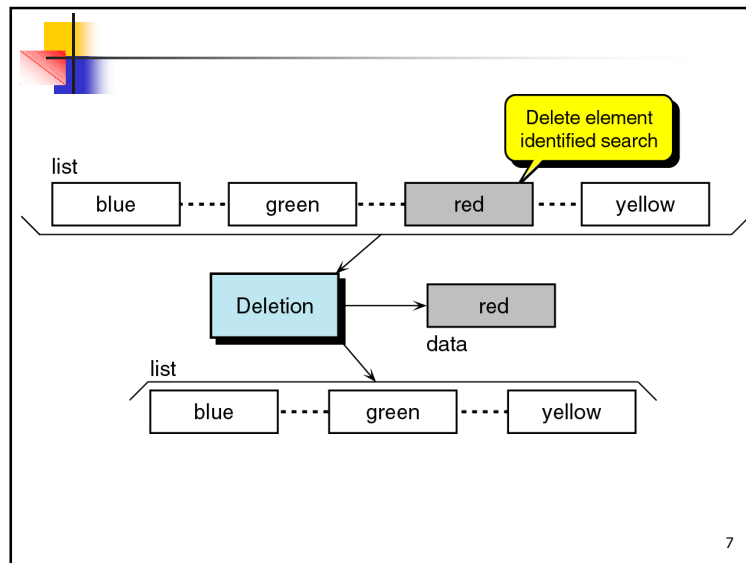 Delete element
identified search
list
blue green red yellow
Deletion
red
data
list
blue green yellow
7